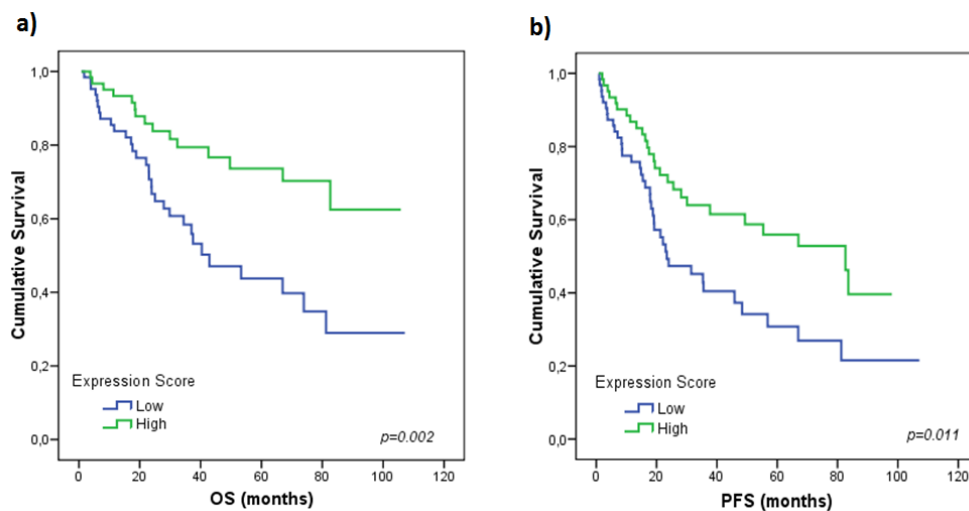 a)
Cumulative Survival
1,0
0,8
0,6
0,4
0,2
0,0
Expression Score
Low
High
p=0.002
0 20 40 60 80 100 120
OS (months)
b)
Cumulative Survival
1,0
0,8
0,6
0,4
0,2
0,0
Expression Score
Low
High
p=0.011
0 20 40 60 80 100 120
PFS (months)